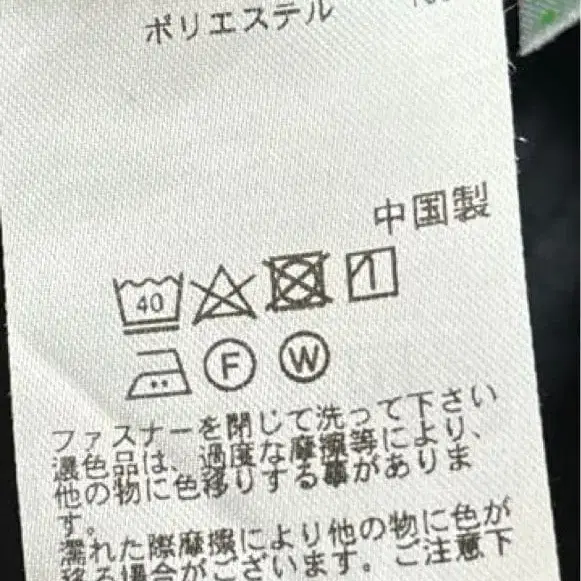 ポリエステル
中国製
40
F W
ファスナーを閉じて洗って下さい
濃色品は、過度な摩擦等により、
他の物に色移りする事がありま
す。
濡れた際摩擦により他の物に色が
移る場合がございます。ご注意下